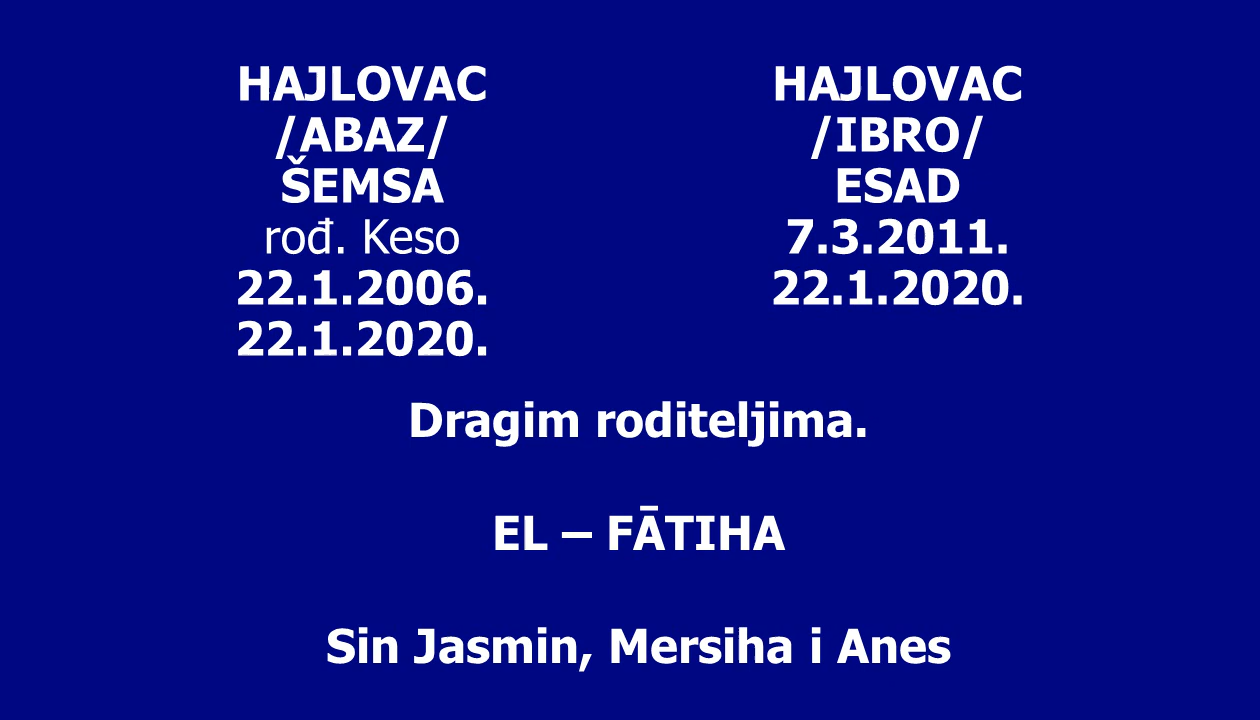 HAJLOVAC
/ABAZ/
ŠEMSA
rođ. Keso
22.1.2006.
22.1.2020.
HAJLOVAC
/IBRO/
ESAD
7.3.2011.
22.1.2020.
Dragim roditeljima.
EL – FĀTIHA
Sin Jasmin, Mersiha i Anes